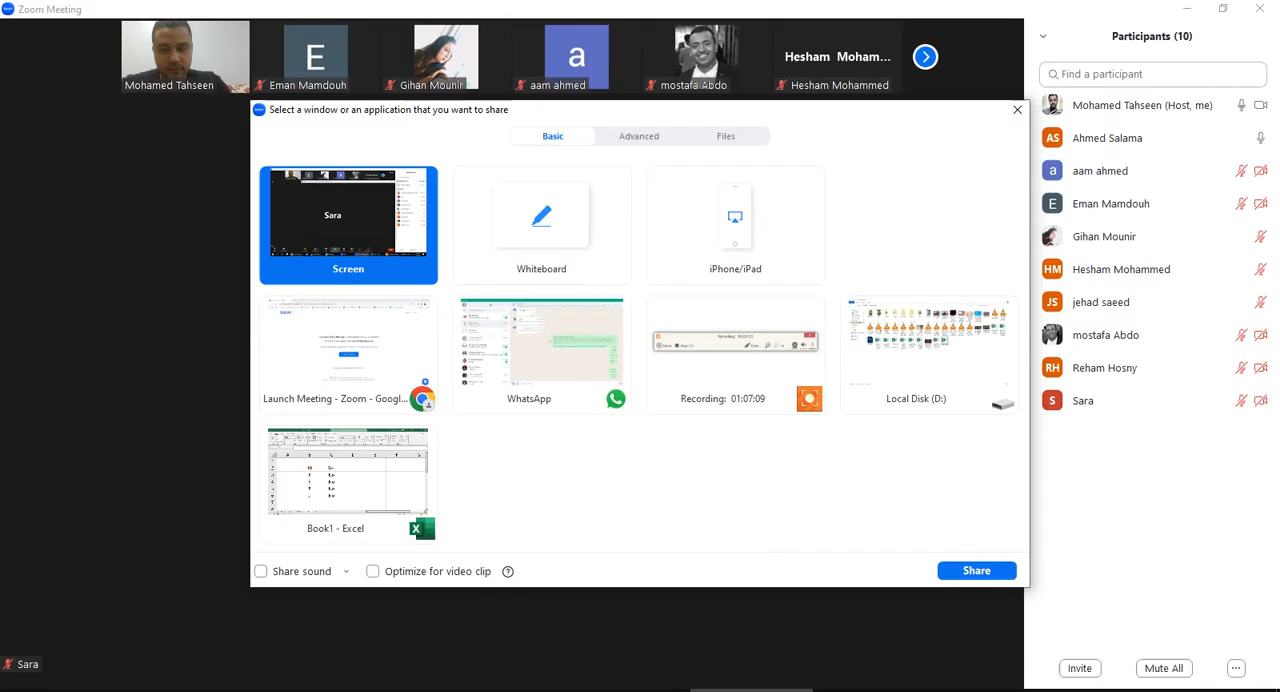 Zoom Meeting
Mohamed Tahseen
E
Eman Mamdouh
Gihan Mounir
a
aam ahmed
mostafa Abdo
Hesham Moham...
Hesham Mohammed
Select a window or an application that you want to share
Basic
Advanced
Files
Sara
Screen
Whiteboard
iPhone/iPad
Launch Meeting - Zoom - Googl...
WhatsApp
Recording: 01:07:09
Local Disk (D:)
Book1 - Excel
Share sound
Optimize for video clip
Share
Sara
Participants (10)
Find a participant
Mohamed Tahseen (Host, me)
AS Ahmed Salama
a aam ahmed
E Eman Mamdouh
Gihan Mounir
HM Hesham Mohammed
JS jehad saeed
mostafa Abdo
RH Reham Hosny
S Sara
Invite
Mute All
...